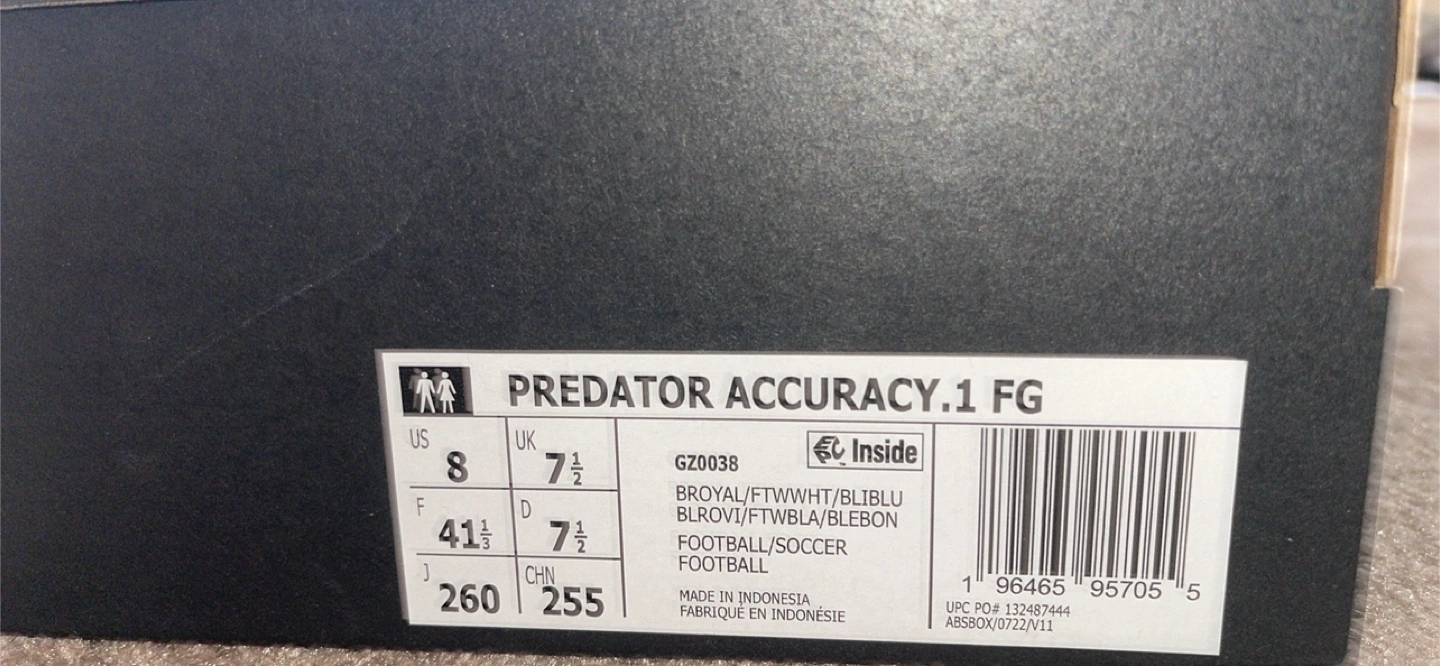 PREDATOR ACCURACY.1 FG
US 8 UK 7½
F 41⅓ D 7½
J 260 CHN 255
GZ0038
Inside
BROYAL/FTWWHT/BLIBLU
BLROVI/FTWBLA/BLEBON
FOOTBALL/SOCCER
FOOTBALL
MADE IN INDONESIA
FABRIQUÉ EN INDONÉSIE
1 96465 95705 5
UPC PO# 132487444
ABSBOX/0722/V11